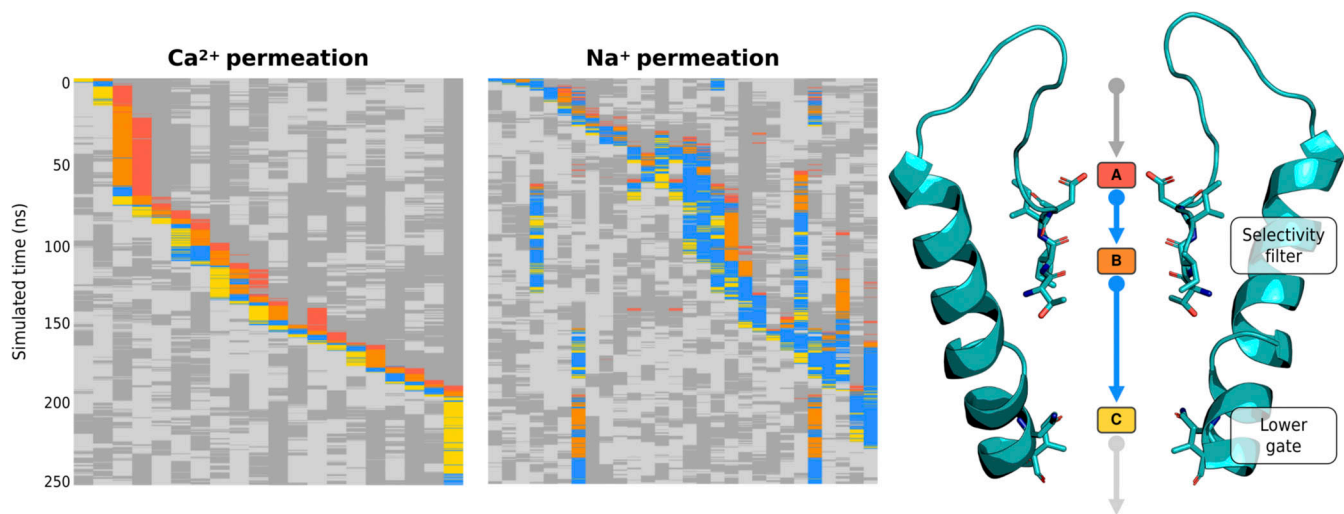 Ca²⁺ permeation
Na⁺ permeation
Simulated time (ns)
0
50
100
150
200
250
A
B
C
Selectivity
filter
Lower
gate